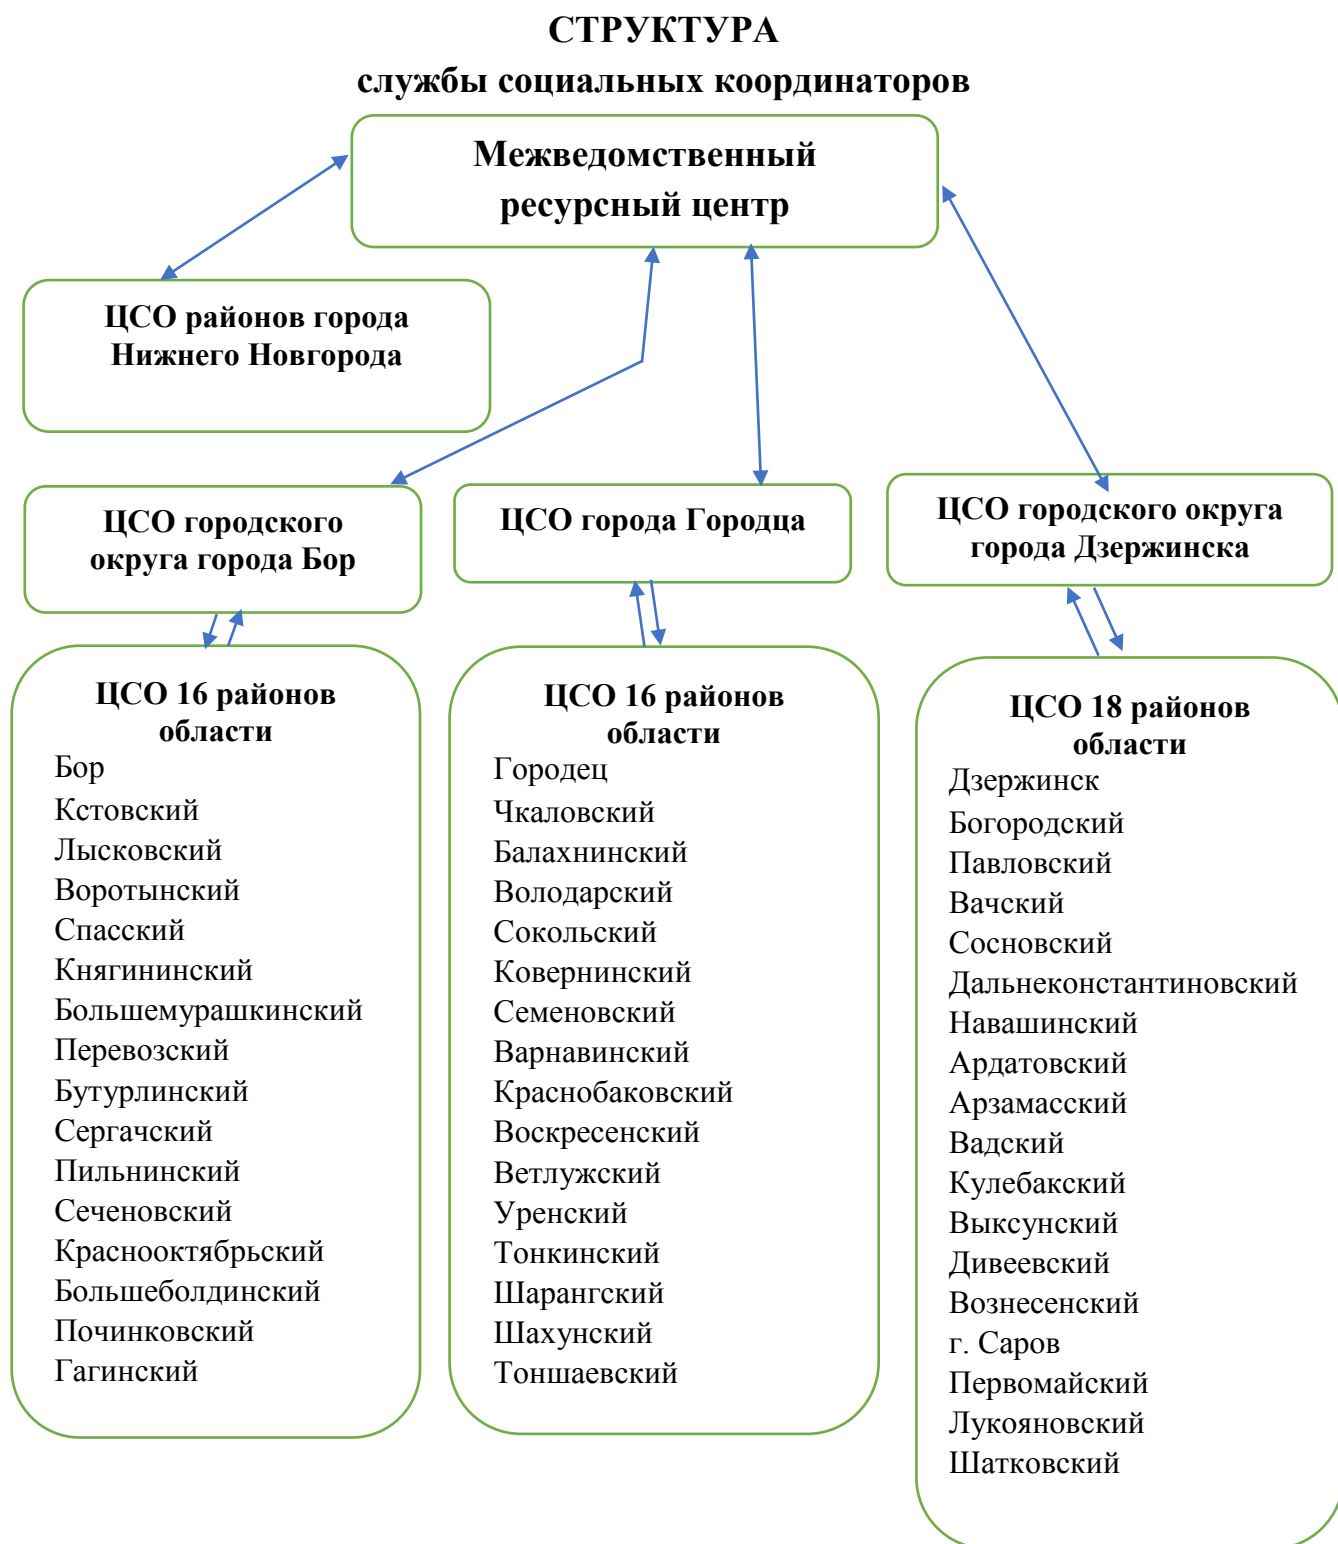 СТРУКТУРА
службы социальных координаторов
Межведомственный
ресурсный центр
ЦСО районов города
Нижнего Новгорода
ЦСО городского
округа города Бор
ЦСО города Городца
ЦСО городского округа
города Дзержинска
ЦСО 16 районов
области
Бор
Кстовский
Лысковский
Воротынский
Спасский
Княгининский
Большемурашкинский
Перевозский
Бутурлинский
Сергачский
Пильнинский
Сеченовский
Краснооктябрьский
Большеболдинский
Починковский
Гагинский
ЦСО 16 районов
области
Городец
Чкаловский
Балахнинский
Володарский
Сокольский
Ковернинский
Семеновский
Варнавинский
Краснобаковский
Воскресенский
Ветлужский
Уренский
Тонкинский
Шарангский
Шахунский
Тоншаевский
ЦСО 18 районов
области
Дзержинск
Богородский
Павловский
Вачский
Сосновский
Дальнеконстантиновский
Навашинский
Ардатовский
Арзамасский
Вадский
Кулебакский
Выксунский
Дивеевский
Вознесенский
г. Саров
Первомайский
Лукояновский
Шатковский